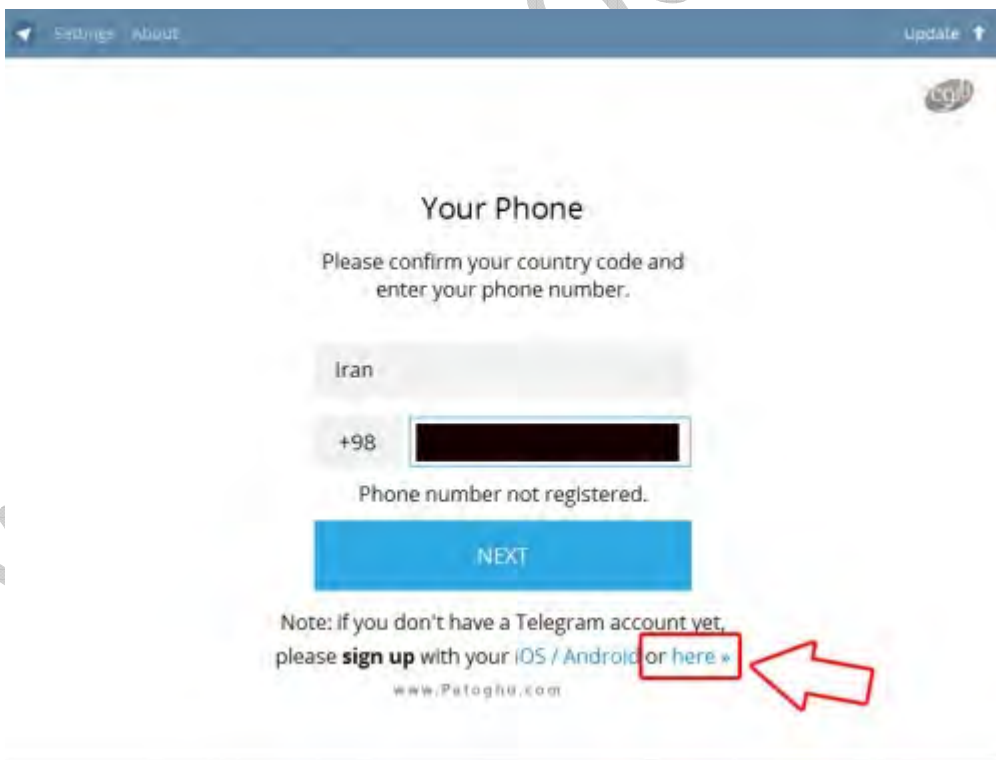 Settings About
Update
Your Phone
Please confirm your country code and
enter your phone number.
Iran
+98
Phone number not registered.
NEXT
Note: if you don't have a Telegram account yet,
please sign up with your iOS / Android or here »
www.Patoghu.com